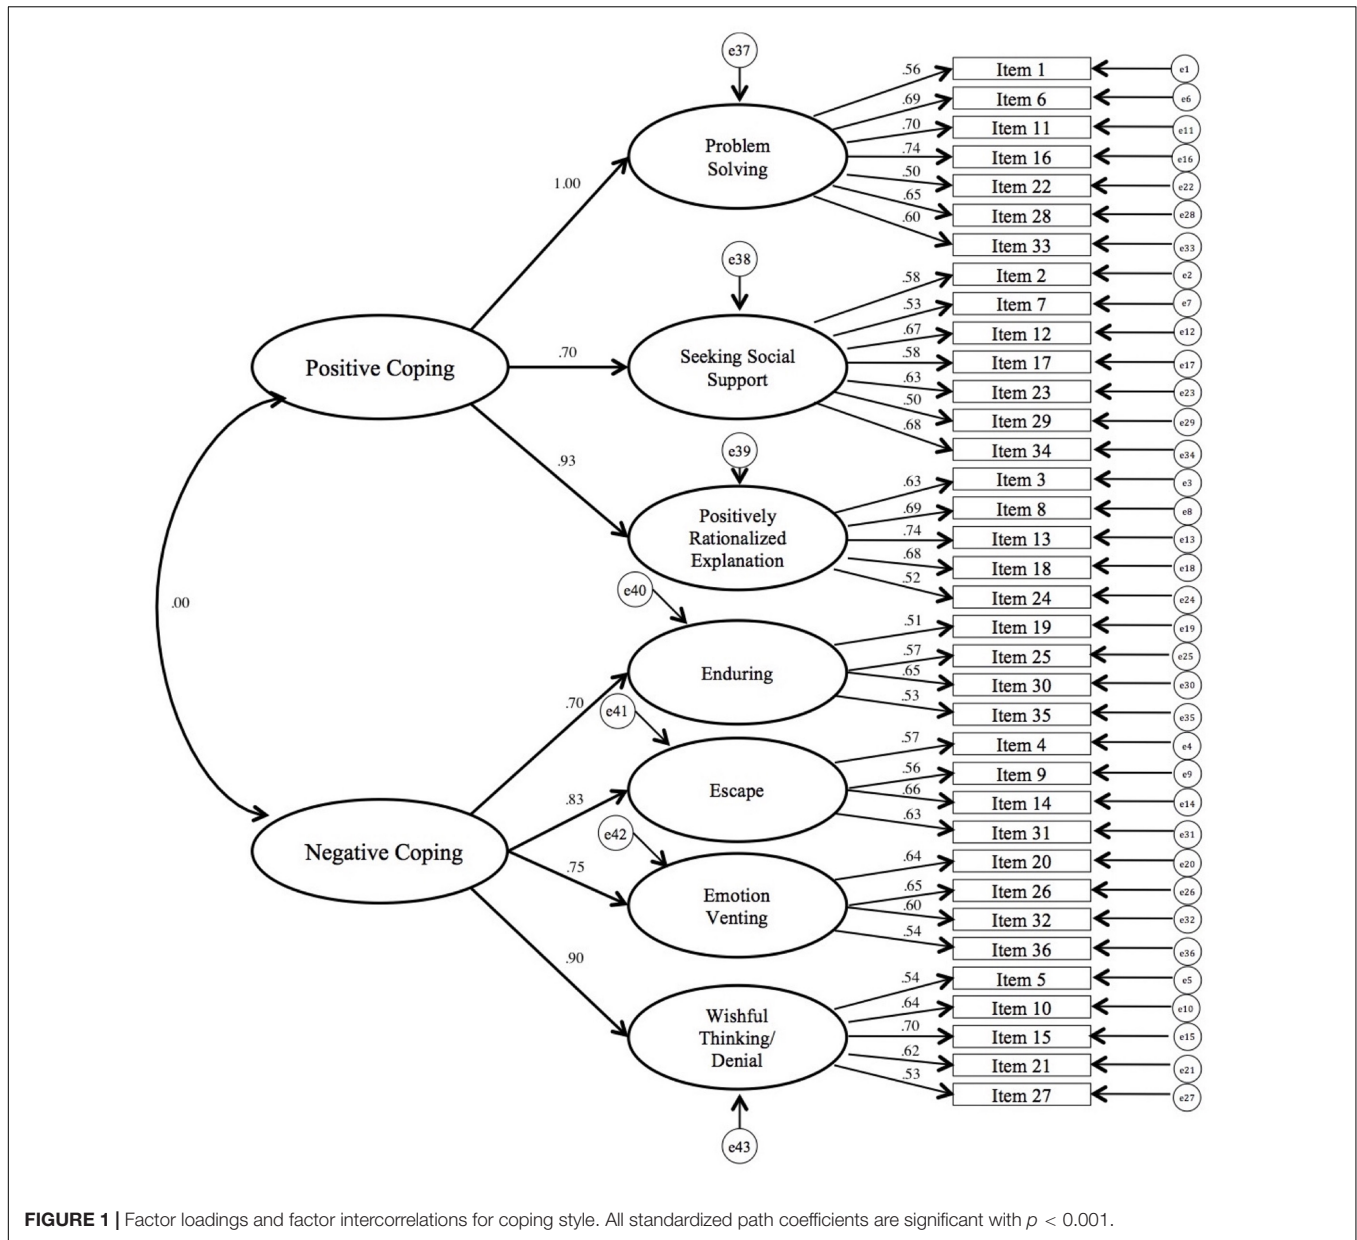 e37
.56 Item 1 e1
.69 Item 6 e6
.70 Item 11 e11
Problem
Solving
.74 Item 16 e16
1.00
.50 Item 22 e22
.65 Item 28 e28
.60 Item 33 e33
e38
.58 Item 2 e2
.53 Item 7 e7
.67 Item 12 e12
Positive Coping
.70
Seeking Social
Support
.58 Item 17 e17
.63 Item 23 e23
.50 Item 29 e29
.68 Item 34 e34
.93
e39
.63 Item 3 e3
.69 Item 8 e8
Positively
Rationalized
Explanation
.74 Item 13 e13
.68 Item 18 e18
.52 Item 24 e24
e40
.00
.51 Item 19 e19
.57 Item 25 e25
Enduring
.65 Item 30 e30
.53 Item 35 e35
.70
e41
.57 Item 4 e4
.56 Item 9 e9
Escape
.66 Item 14 e14
.83
.63 Item 31 e31
e42
Negative Coping
.64 Item 20 e20
.75
.65 Item 26 e26
Emotion
Venting
.60 Item 32 e32
.54 Item 36 e36
.90
.54 Item 5 e5
.64 Item 10 e10
Wishful
Thinking/
Denial
.70 Item 15 e15
.62 Item 21 e21
.53 Item 27 e27
e43
FIGURE 1 | Factor loadings and factor intercorrelations for coping style. All standardized path coefficients are significant with p < 0.001.